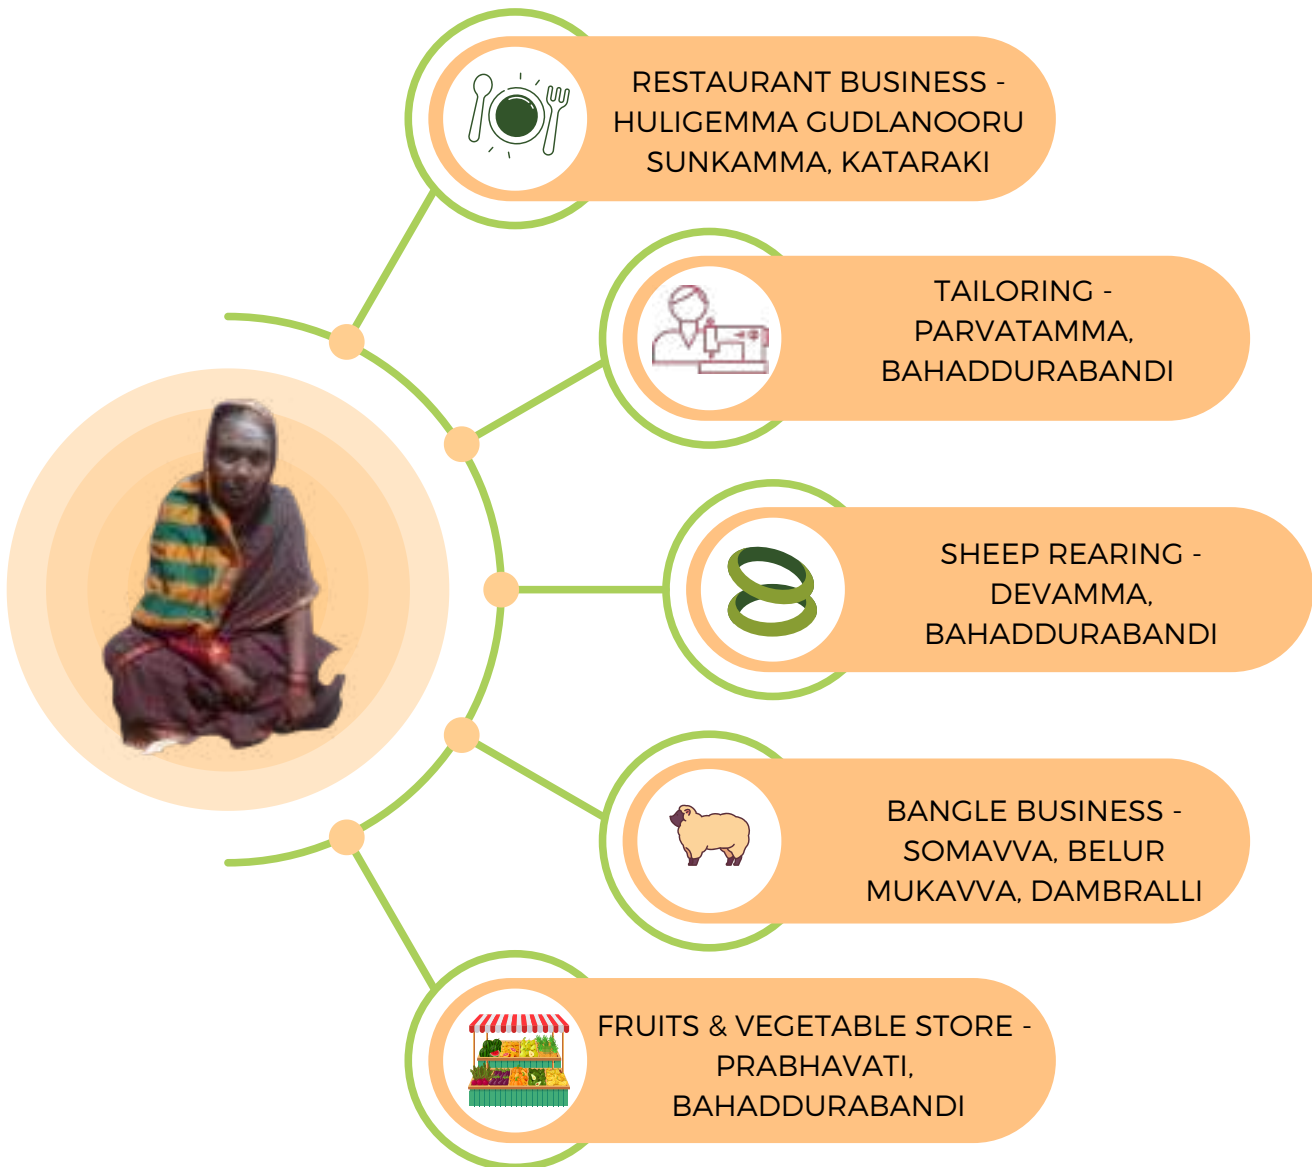 RESTAURANT BUSINESS -
HULIGEMMA GUDLANOORU
SUNKAMMA, KATARAKI
TAILORING -
PARVATAMMA,
BAHADDURABANDI
SHEEP REARING -
DEVAMMA,
BAHADDURABANDI
BANGLE BUSINESS -
SOMAVVA, BELUR
MUKAVVA, DAMBRALLI
FRUITS & VEGETABLE STORE -
PRABHAVATI,
BAHADDURABANDI